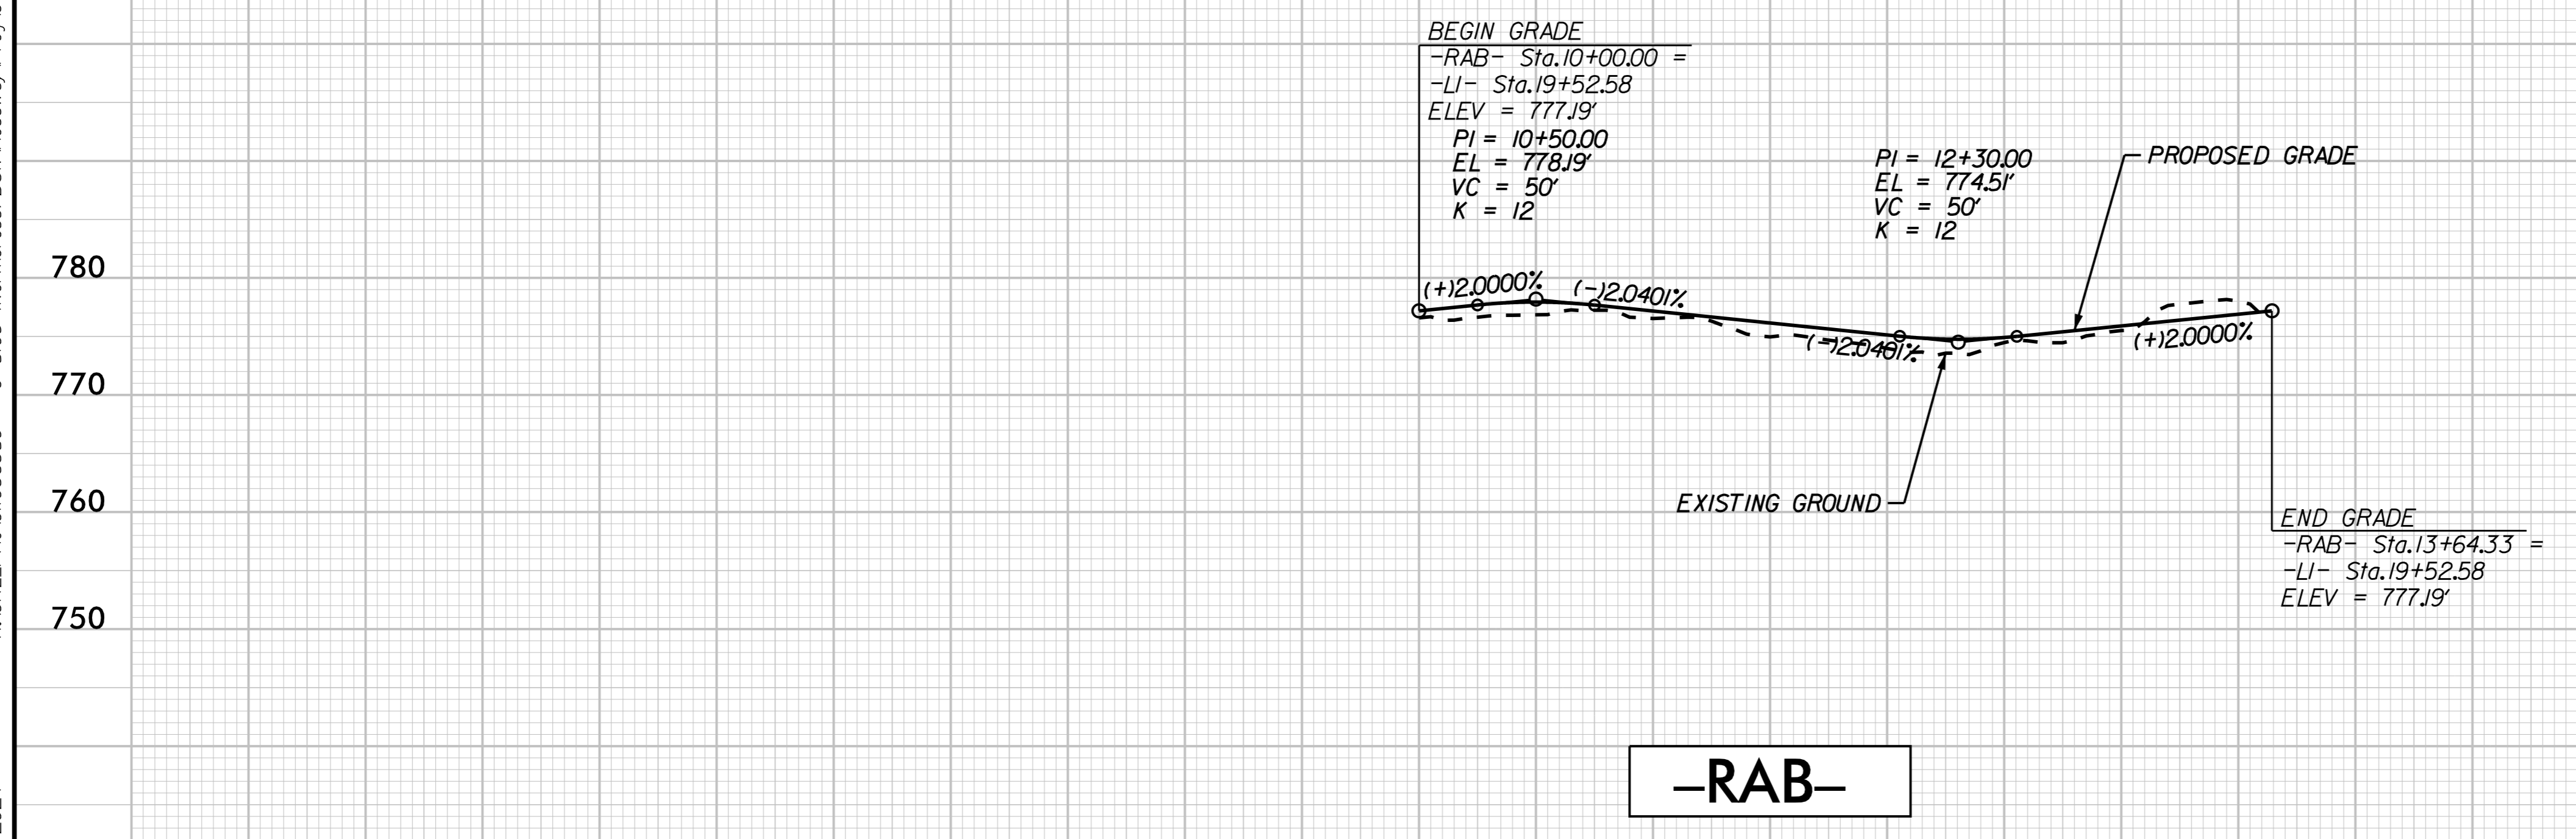 BEGIN GRADE
-RAB- Sta.10+00.00 =
-L1- Sta.19+52.58
ELEV = 777.19'
PI = 10+50.00
EL = 778.19'
VC = 50'
K = 12
PI = 12+30.00
EL = 774.51'
VC = 50'
K = 12
PROPOSED GRADE
780
(+)2.0000%
(-)2.0401%
(-)2.0401%
(+)2.0000%
770
760
EXISTING GROUND
END GRADE
-RAB- Sta.13+64.33 =
-L1- Sta.19+52.58
ELEV = 777.19'
750
-RAB-